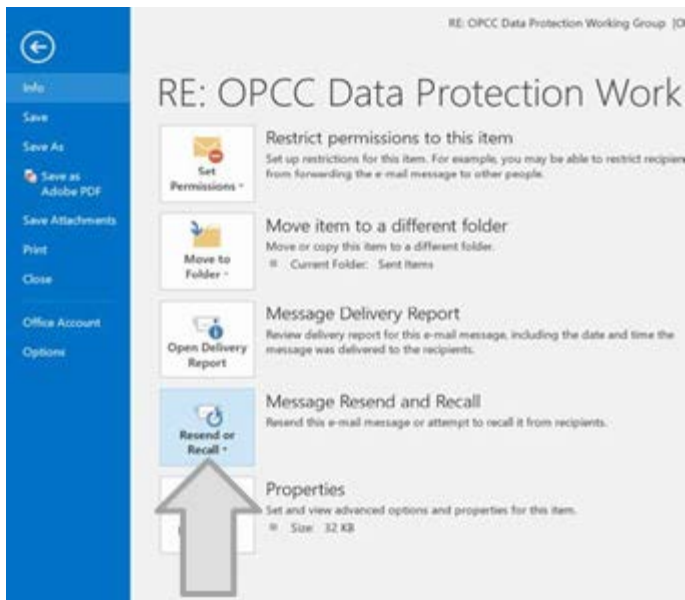 RE: OPCC Data Protection Working Group [O
Info
Save
Save As
Save as
Adobe PDF
Save Attachments
Print
Close
Office Account
Options
RE: OPCC Data Protection Work
Set
Permissions
Restrict permissions to this item
Set up restrictions for this item. For example, you may be able to restrict recipien
from forwarding the e-mail message to other people.
Move to
Folder
Move item to a different folder
Move or copy this item to a different folder.
Current Folder: Sent Items
Open Delivery
Report
Message Delivery Report
Review delivery report for this e-mail message, including the date and time the
message was delivered to the recipients.
Resend or
Recall
Message Resend and Recall
Resend this e-mail message or attempt to recall it from recipients.
Properties
Set and view advanced options and properties for this item.
Size: 32 KB